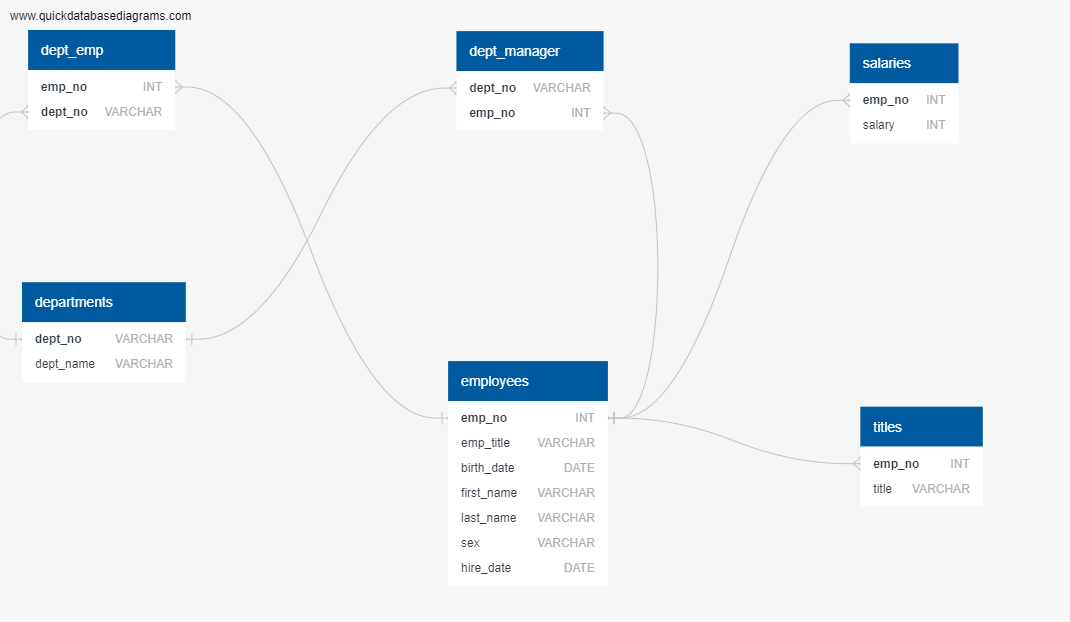 www.quickdatabasediagrams.com
dept_emp
emp_no INT
dept_no VARCHAR
dept_manager
dept_no VARCHAR
emp_no INT
salaries
emp_no INT
salary INT
departments
dept_no VARCHAR
dept_name VARCHAR
employees
emp_no INT
emp_title VARCHAR
birth_date DATE
first_name VARCHAR
last_name VARCHAR
sex VARCHAR
hire_date DATE
titles
emp_no INT
title VARCHAR